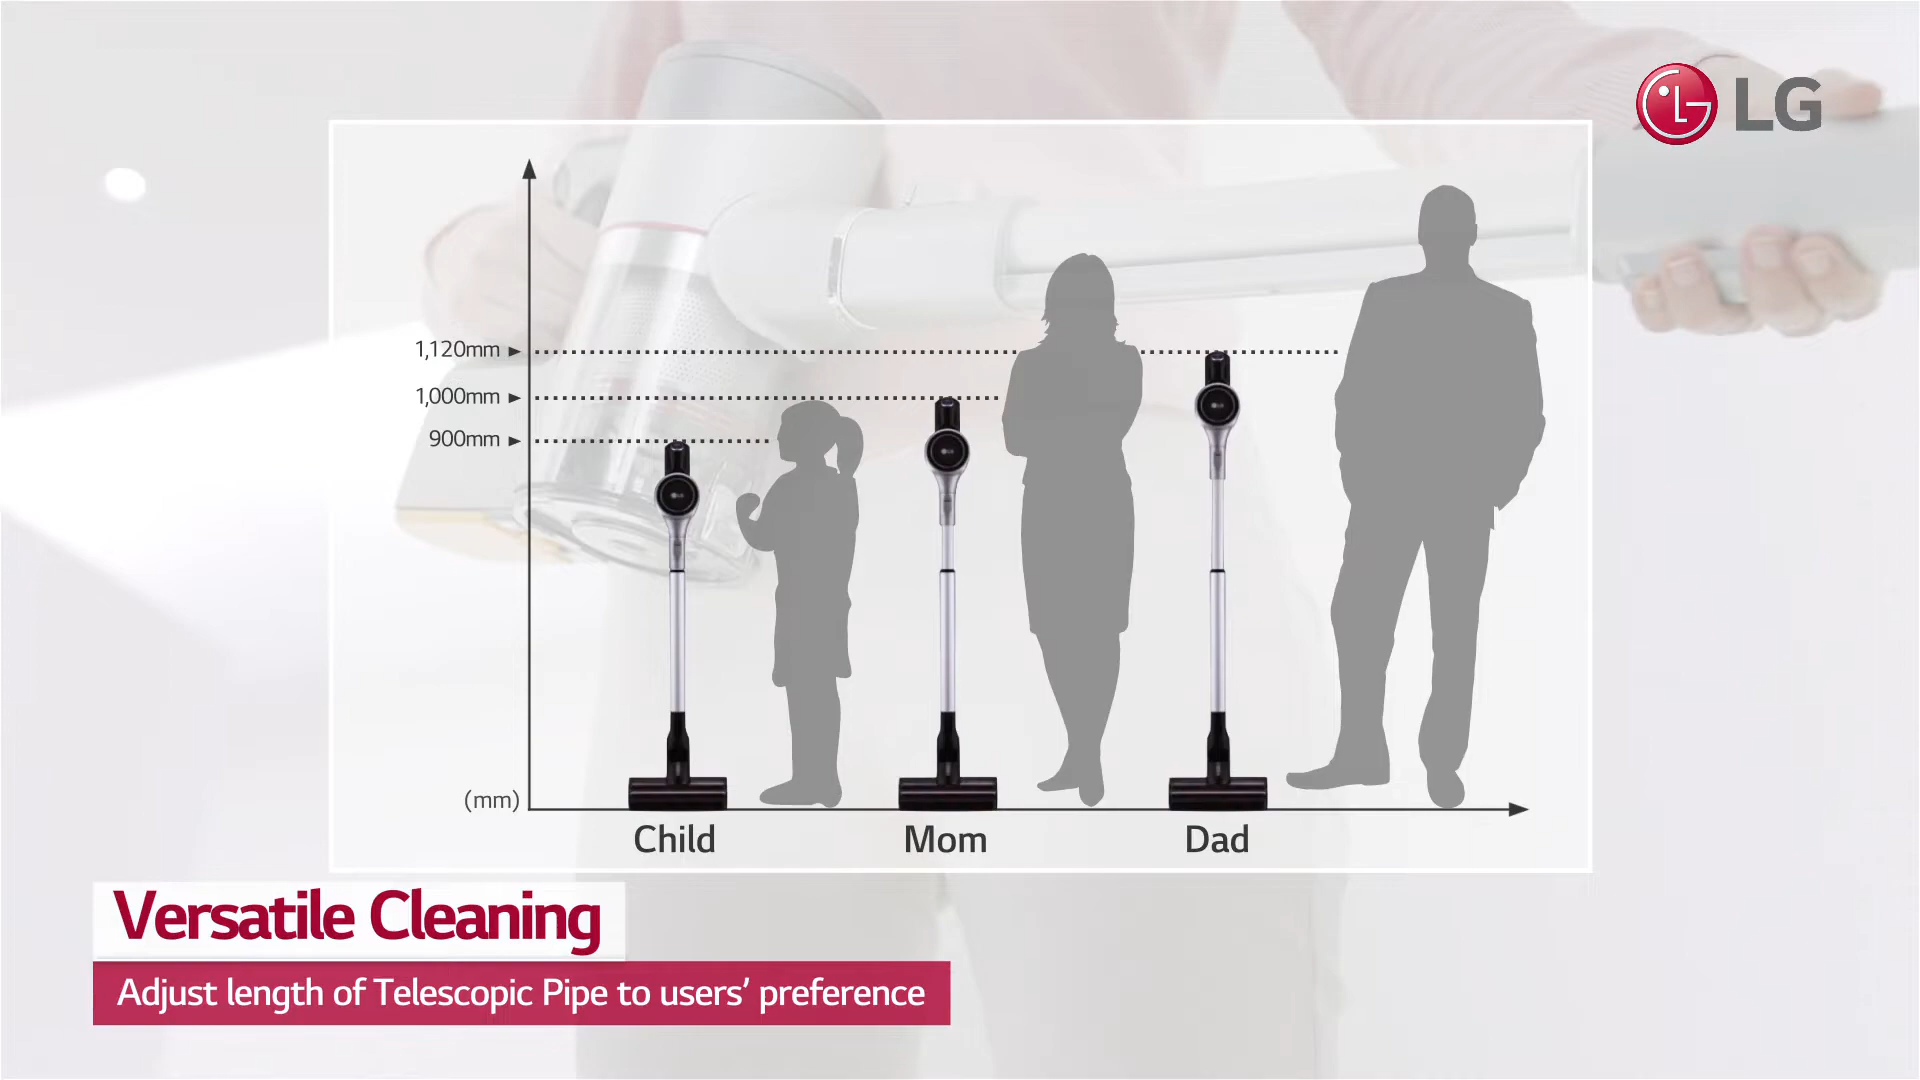 LG
1,120mm
1,000mm
900mm
(mm)
Child
Mom
Dad
Versatile Cleaning
Adjust length of Telescopic Pipe to users’ preference